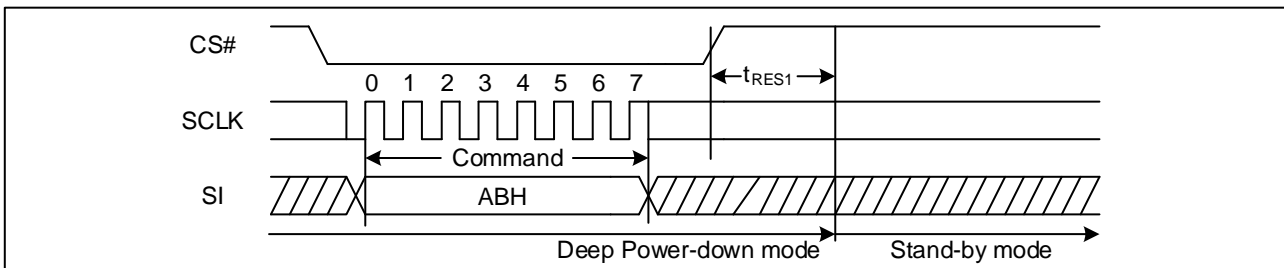 CS#
tRES1
0 1 2 3 4 5 6 7
SCLK
Command
SI
ABH
Deep Power-down mode Stand-by mode